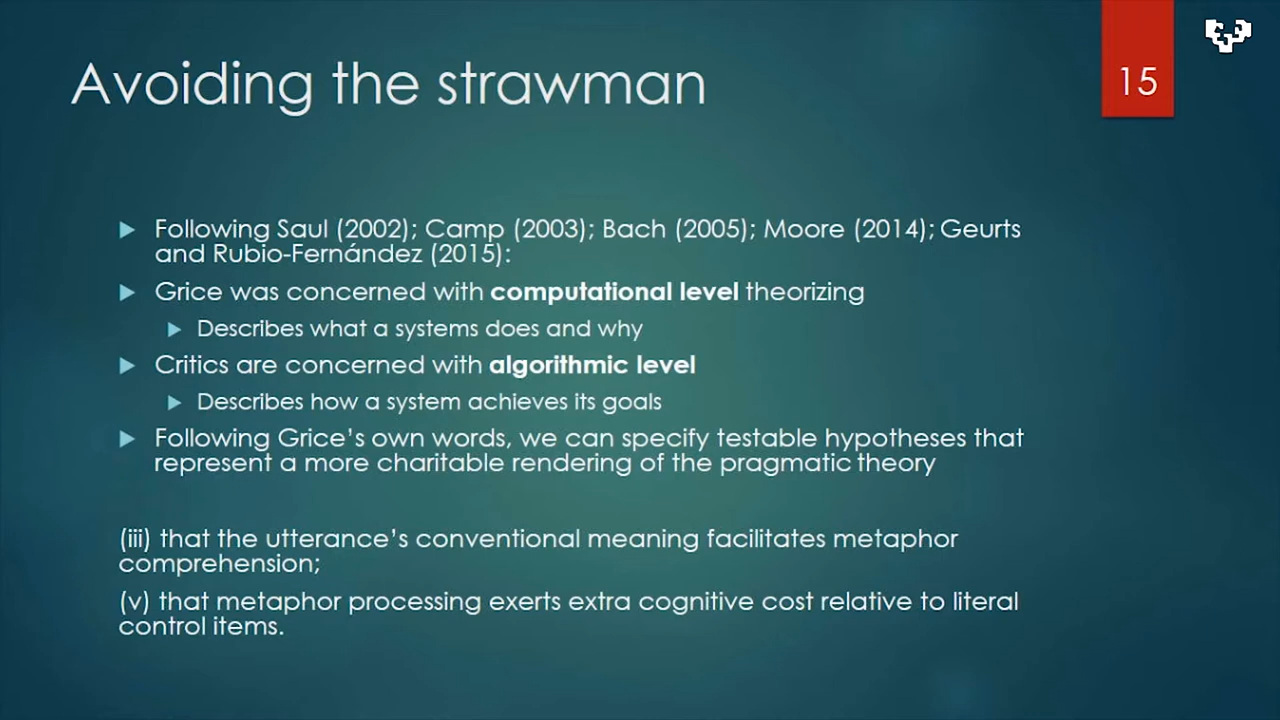 Avoiding the strawman
15
Following Saul (2002); Camp (2003); Bach (2005); Moore (2014); Geurts
and Rubio-Fernández (2015):
Grice was concerned with computational level theorizing
Describes what a systems does and why
Critics are concerned with algorithmic level
Describes how a system achieves its goals
Following Grice's own words, we can specify testable hypotheses that
represent a more charitable rendering of the pragmatic theory
(iii) that the utterance's conventional meaning facilitates metaphor
comprehension;
(v) that metaphor processing exerts extra cognitive cost relative to literal
control items.